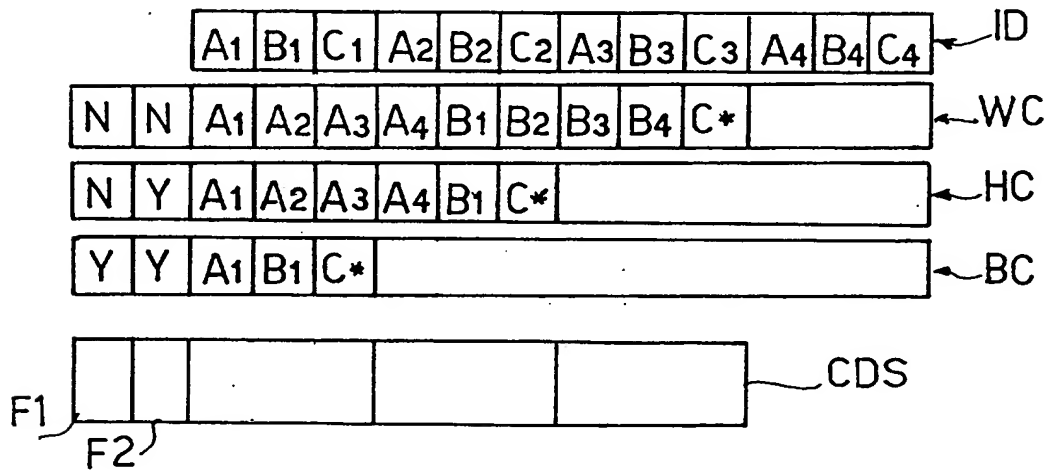 A1 B1 C1 A2 B2 C2 A3 B3 C3 A4 B4 C4 ID
N N A1 A2 A3 A4 B1 B2 B3 B4 C* WC
N Y A1 A2 A3 A4 B1 C* HC
Y Y A1 B1 C* BC
CDS
F1
F2